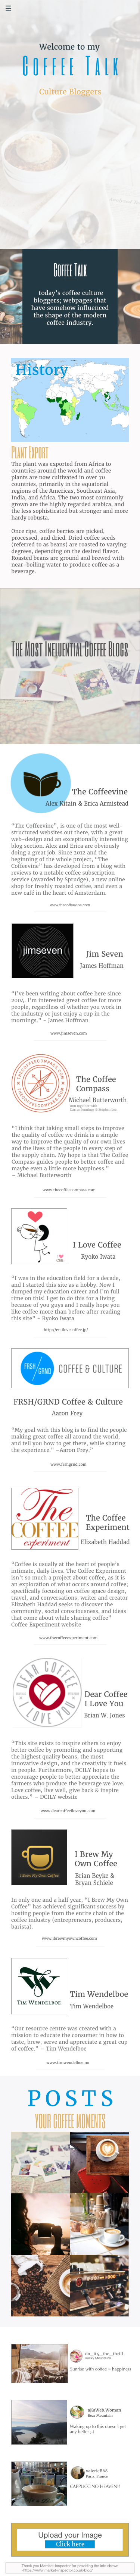 Welcome to my
COFFEE TALK
Culture Bloggers
COFFEE TALK
today's coffee culture
bloggers; webpages that
have somehow influenced
the shape of the modern
coffee industry.
History
PLANT EXPORT
The plant was exported from Africa to
countries around the world and coffee
plants are now cultivated in over 70
countries, primarily in the equatorial
regions of the Americas, Southeast Asia,
India, and Africa. The two most commonly
grown are the highly regarded arabica, and
the less sophisticated but stronger and more
hardy robusta.
Once ripe, coffee berries are picked,
processed, and dried. Dried coffee seeds
(referred to as beans) are roasted to varying
degrees, depending on the desired flavor.
Roasted beans are ground and brewed with
near-boiling water to produce coffee as a
beverage.
THE MOST INFLUENTIAL COFFEE BLOGS
The Coffeevine
Alex Kitain & Erica Armistead
"The Coffeevine", is one of the most well-
structured websites out there, with a great
web-design and an exceptionally interesting
blog section. Alex and Erica are certainly
doing a great job. Since 2012 and the
beginning of the whole project, "The
Coffeevine" has developed from a blog with
reviews to a notable coffee subscription
service (awarded by Sprudge), a new online
shop for freshly roasted coffee, and even a
new café in the heart of Amsterdam.
www.thecoffeevine.com
jimseven
Jim Seven
James Hoffman
"I've been writing about coffee here since
2004. I'm interested great coffee for more
people, regardless of whether you work in
the industry or just enjoy a cup in the
morning." - James Hoffman
www.jimseven.com
The Coffee
Compass
Michael Butterworth
"I think that taking small steps to improve
the quality of coffee we drink is a simple
way to improve our lives, and the lives of
those around us, and the lives of those in
our supply chain. My hope is that The Coffee
Compass guides people to better coffee and
maybe even a little more happiness."
– Michael Butterworth
www.thecoffeecompass.com
I Love Coffee
Ryoko Iwata
"I was in the education field for a decade,
and I started this site as a hobby. Now I
dumped my education career and I'm full
time on this! I get to do this for a living
because of you! I really hope you like
coffee more than before after reading
this site" - Ryoko Iwata
http://en.ilovecoffee.jp/
FRSH/
GRND
COFFEE & CULTURE
FRSH/GRND Coffee & Culture
Aaron Frey
"My goal with this blog is to find the people
making great coffee all around the world,
and tell you how to get there, while sharing
the experience." –Aaron Frey."
www.frshgrnd.com
The
COFFEE
EXPERIMENT
The Coffee
Experiment
Elizabeth Haddad
"Coffee is usually at the heart of people's
intimate, daily lives. The Coffee Experiment
isn't so much a project about coffee, as it is
an exploration of what occurs around coffee;
specifically focusing on coffee space design,
travel, and conversations, writer and creator
Elizabeth Haddad seeks to discover the
community, social consciousness, and ideas
that come about while sharing coffee"
Coffee Experiment website
www.thecoffeeexperiment.com
DEAR COFFEE
I LOVE YOU
Dear Coffee
I Love You
Brian W. Jones
"This site exists to inspire others to enjoy
better coffee by promoting and supporting
the highest quality beans, the most
innovative design, and the creativity it fuels
in people. Furthermore, DCILY hopes to
encourage others to better appreciate the
farmers who produce the beverage we love.
Love coffee, love well, give back & inspire
others." – DCILY website
www.dearcoffeeiloveyou.com
I Brew My Own Coffee
I Brew My
Own Coffee
Brian Beyke &
Bryan Schiele
In only one and a half year, "I Brew My Own
Coffee" has achieved significant success by
hosting people from the entire circle of the
coffee industry (entrepreneurs, producers,
barista).
www.ibrewmyowncoffee.com
TIM WENDELBOE
Tim Wendelboe
Tim Wendelboe
"Our resource centre was created with a
mission to educate the consumer in how to
taste, brew, serve and appreciate a great cup
of coffee." – Tim Wendelboe
www.timwendelboe.no
POSTS
YOUR COFFEE MOMENTS
Rocky Mountains
Sunrise with coffee = happiness
aKaWeb.Woman
Bear Mountain
Waking up to this doesn't get
any better :)
valerie868
Paris, France
CAPPUCCINO HEAVEN!!
Upload your Image
Click here